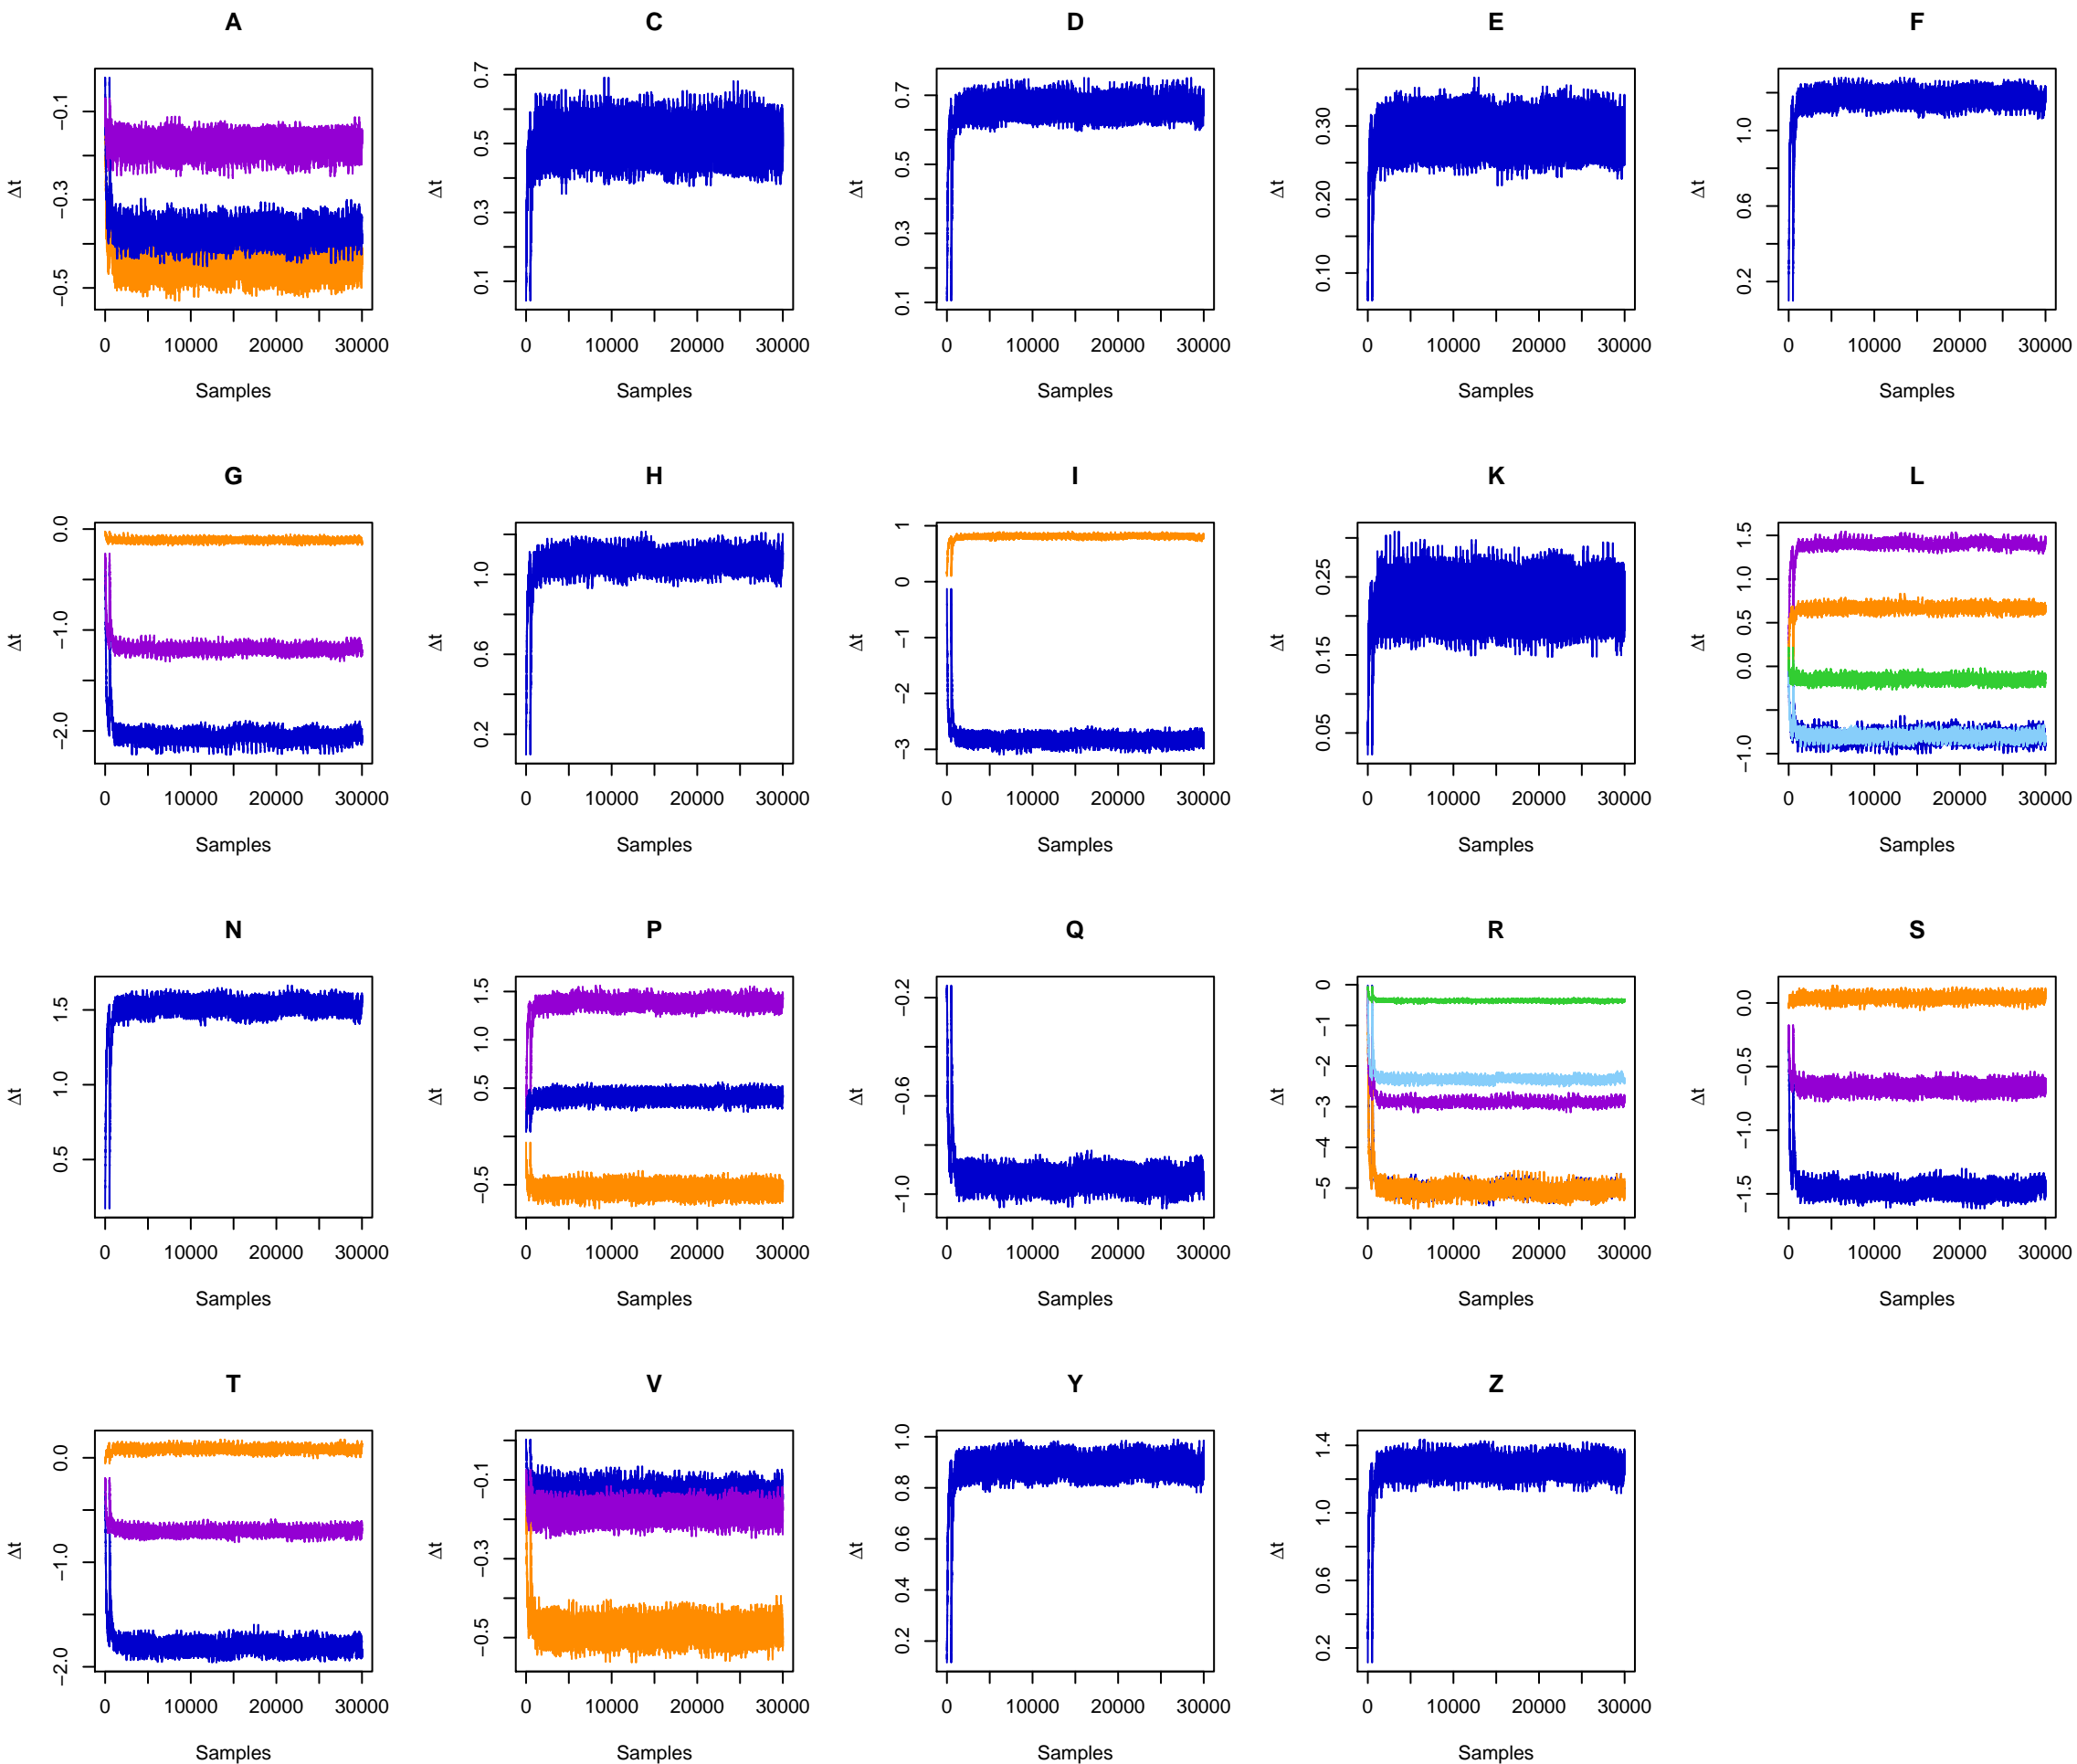 A
−0.1
−0.3
−0.5
Δt
0 10000 20000 30000
Samples
C
0.7
0.5
0.3
0.1
Δt
0 10000 20000 30000
Samples
D
0.7
0.5
0.3
0.1
Δt
0 10000 20000 30000
Samples
E
0.30
0.20
0.10
Δt
0 10000 20000 30000
Samples
F
1.0
0.6
0.2
Δt
0 10000 20000 30000
Samples
G
0.0
−1.0
−2.0
Δt
0 10000 20000 30000
Samples
H
1.0
0.6
0.2
Δt
0 10000 20000 30000
Samples
I
1
0
−1
−2
−3
Δt
0 10000 20000 30000
Samples
K
0.25
0.15
0.05
Δt
0 10000 20000 30000
Samples
L
1.5
1.0
0.5
0.0
−1.0
Δt
0 10000 20000 30000
Samples
N
1.5
1.0
0.5
Δt
0 10000 20000 30000
Samples
P
1.5
1.0
0.5
−0.5
Δt
0 10000 20000 30000
Samples
Q
−0.2
−0.6
−1.0
Δt
0 10000 20000 30000
Samples
R
0
−1
−2
−3
−4
−5
Δt
0 10000 20000 30000
Samples
S
0.0
−0.5
−1.0
−1.5
Δt
0 10000 20000 30000
Samples
T
0.0
−1.0
−2.0
Δt
0 10000 20000 30000
Samples
V
−0.1
−0.3
−0.5
Δt
0 10000 20000 30000
Samples
Y
1.0
0.8
0.6
0.4
0.2
Δt
0 10000 20000 30000
Samples
Z
1.4
1.0
0.6
0.2
Δt
0 10000 20000 30000
Samples